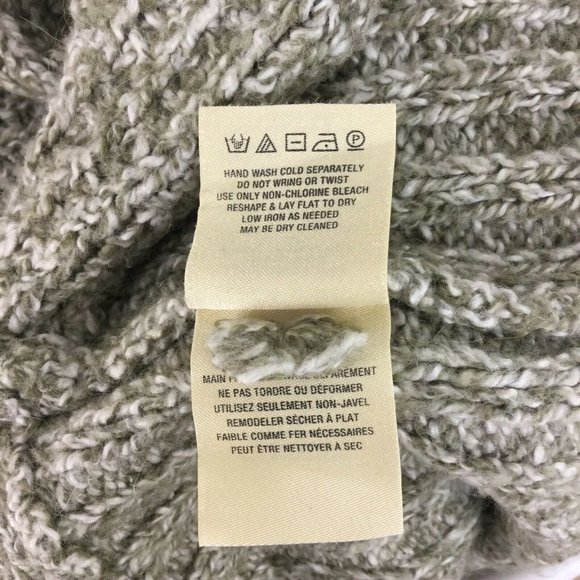 HAND WASH COLD SEPARATELY
DO NOT WRING OR TWIST
USE ONLY NON-CHLORINE BLEACH
RESHAPE & LAY FLAT TO DRY
LOW IRON AS NEEDED
MAY BE DRY CLEANED
MAIN
NE PAS TORDRE OU DÉFORMER
UTILISEZ SEULEMENT NON-JAVEL
REMODELER SÉCHER À PLAT
FAIBLE COMME FER NÉCESSAIRES
PEUT ÊTRE NETTOYER À SEC